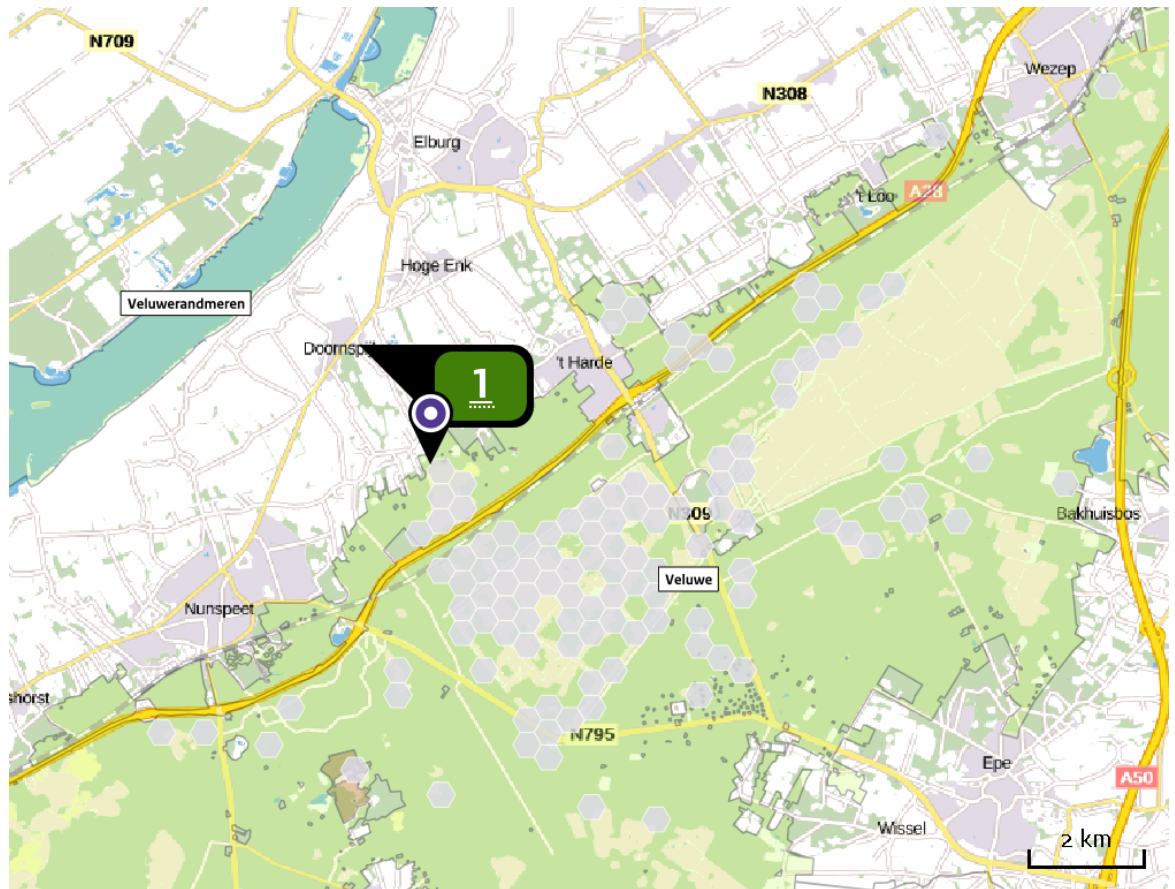 N709
Wezep
N308
Elburg
't Loo
A28
Hoge Enk
Veluwerandmeren
't Harde
1
N309
Bakhuisbos
Veluwe
Nunspeet
shorst
N795
Epe
A50
Wissel
2 km